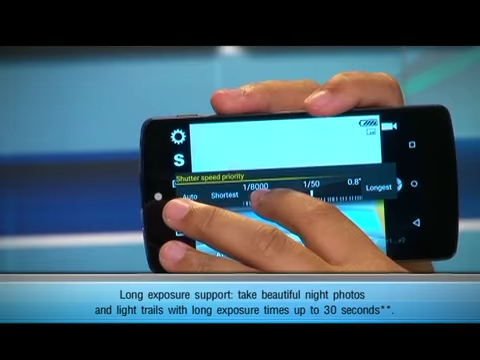 S
Shutter speed priority
1/8000 1/50 0.8"
Auto Shortest Longest
Long exposure support: take beautiful night photos
and light trails with long exposure times up to 30 seconds**.